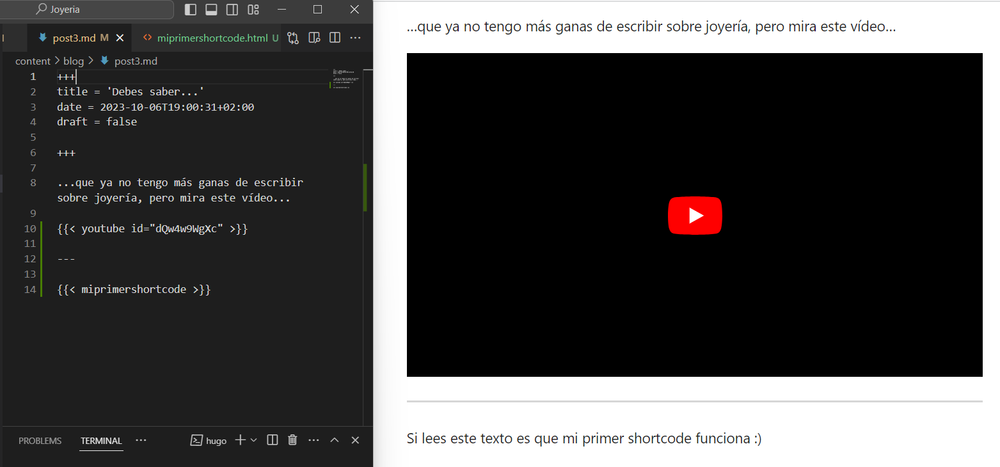 Joyeria
post3.md M
miprimershortcode.html U
content > blog > post3.md
1 +++
2 title = 'Debes saber...'
3 date = 2023-10-06T19:00:31+02:00
4 draft = false
5
6 +++
7
8 ...que ya no tengo más ganas de escribir
sobre joyería, pero mira este vídeo...
9
10 {{< youtube id="dQw4w9WgXc" >}}
11
12 ---
13
14 {{< miprimershortcode >}}
PROBLEMS TERMINAL ... hugo
...que ya no tengo más ganas de escribir sobre joyería, pero mira este vídeo...
Si lees este texto es que mi primer shortcode funciona :)